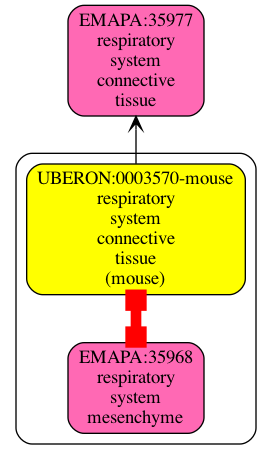 EMAPA:35977
respiratory
system
connective
tissue
UBERON:0003570-mouse
respiratory
system
connective
tissue
(mouse)
EMAPA:35968
respiratory
system
mesenchyme